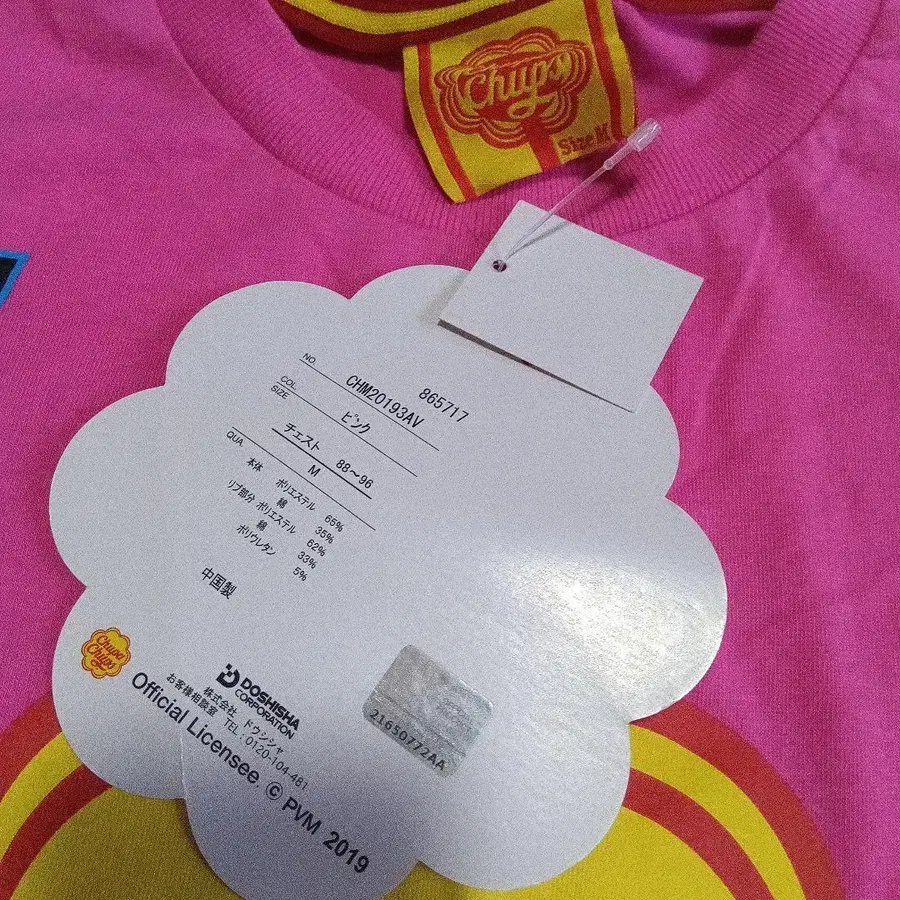 Chups
Size M
NO.
865717
CHM20193AV
COL.
ピンク
SIZE
チェスト 88～96
M
QUA.
本体 ポリエステル 65%
綿 35%
リブ部分 ポリエステル 62%
綿 33%
ポリウレタン 5%
中国製
Chupa Chups
DOSHISHA
CORPORATION
株式会社 ドウシシャ
お客様相談室 TEL:0120-104-481
Official Licensee. © PVM 2019
21650772AA